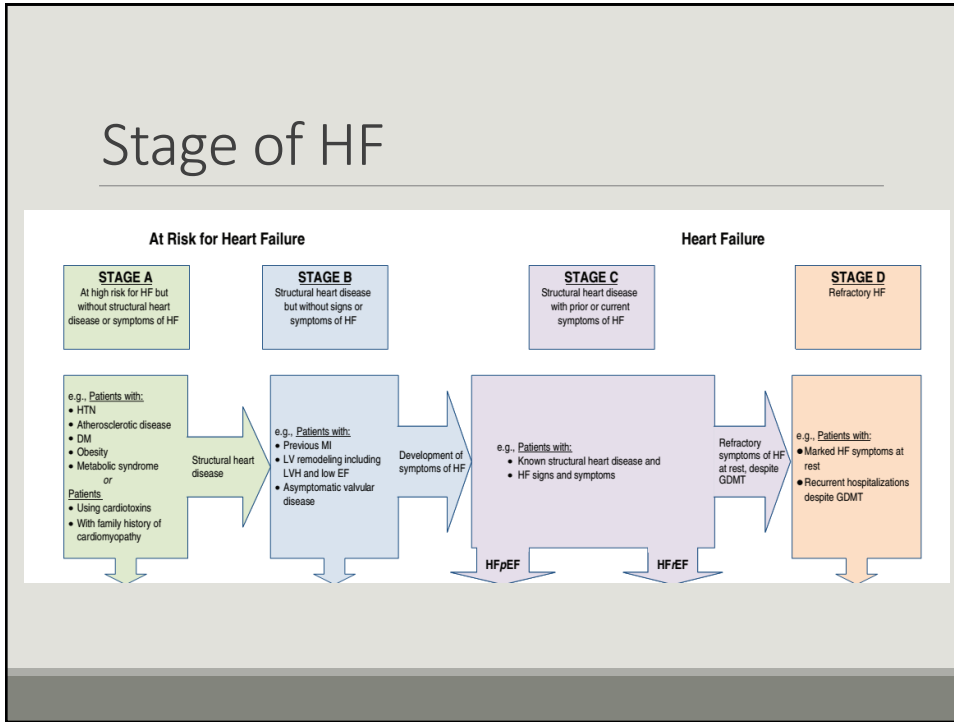 Stage of HF
At Risk for Heart Failure
Heart Failure
STAGE A
At high risk for HF but
without structural heart
disease or symptoms of HF
STAGE B
Structural heart disease
but without signs or
symptoms of HF
STAGE C
Structural heart disease
with prior or current
symptoms of HF
STAGE D
Refractory HF
e.g., Patients with:
• HTN
• Atherosclerotic disease
• DM
• Obesity
• Metabolic syndrome
or
Patients
• Using cardiotoxins
• With family history of
cardiomyopathy
Structural heart
disease
e.g., Patients with:
• Previous MI
• LV remodeling including
LVH and low EF
• Asymptomatic valvular
disease
Development of
symptoms of HF
e.g., Patients with:
• Known structural heart disease and
• HF signs and symptoms
HFpEF
HFrEF
Refractory
symptoms of HF
at rest, despite
GDMT
e.g., Patients with:
• Marked HF symptoms at
rest
• Recurrent hospitalizations
despite GDMT